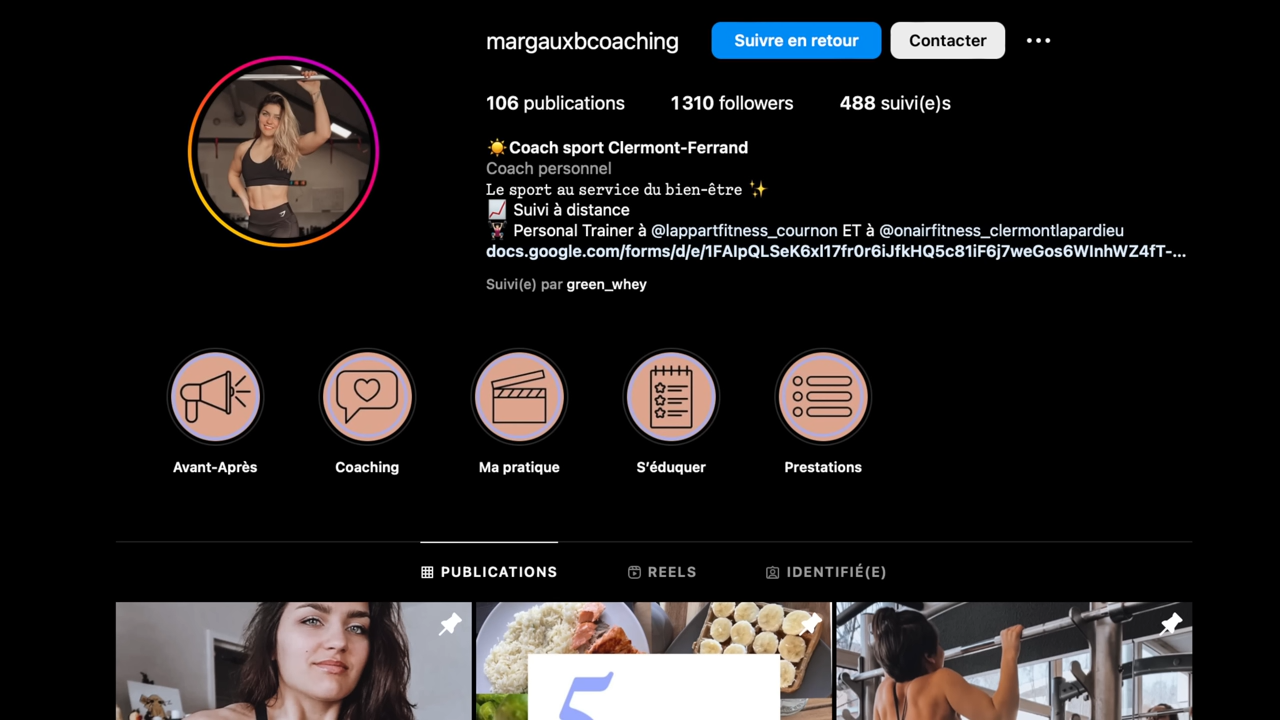 margauxbcoaching Suivre en retour Contacter
106 publications 1 310 followers 488 suivi(e)s
☀️Coach sport Clermont-Ferrand
Coach personnel
Le sport au service du bien-être ✨
📈 Suivi à distance
🏋️‍♀️ Personal Trainer à @lappartfitness_cournon ET à @onairfitness_clermontlapardieu
docs.google.com/forms/d/e/1FAIpQLSeK6xl17fr0r6iJfkHQ5c81iF6j7weGos6WInhWZ4fT-...
Suivi(e) par green_whey
Avant-Après Coaching Ma pratique S’éduquer Prestations
PUBLICATIONS REELS IDENTIFIÉ(E)
5